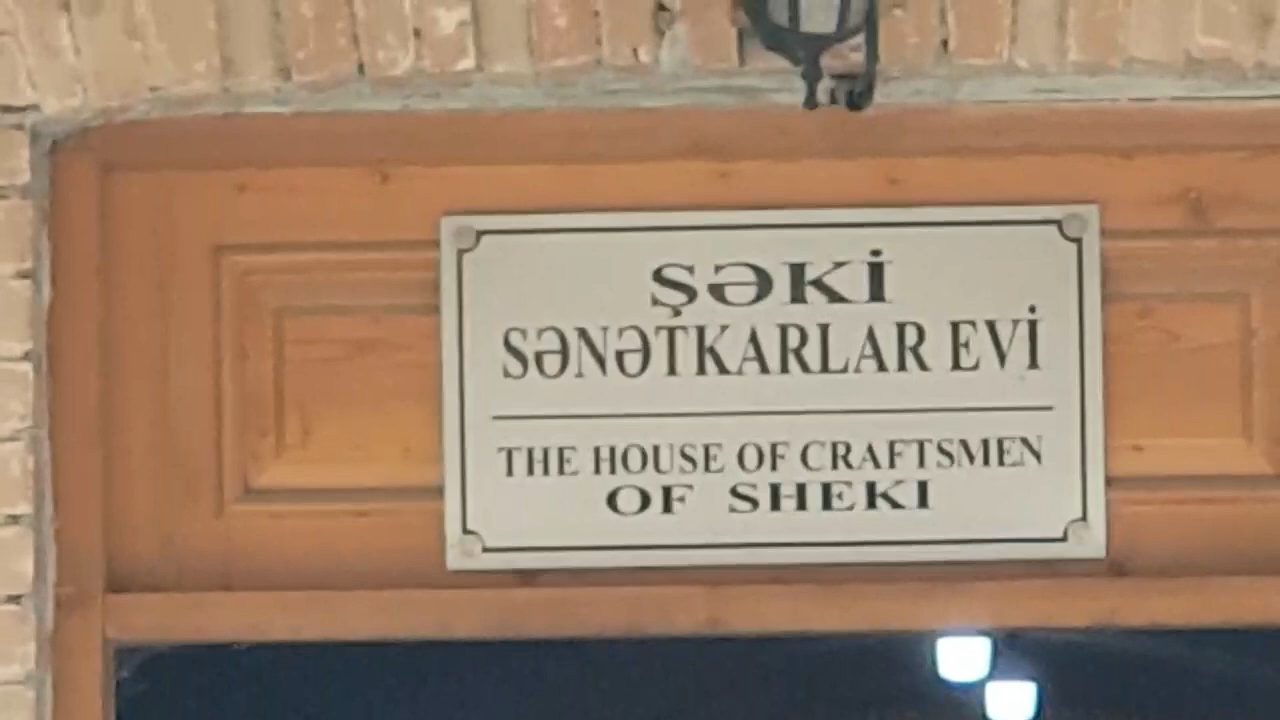 ŞƏKİ
SƏNƏTKARLAR EVİ
THE HOUSE OF CRAFTSMEN
OF SHEKI